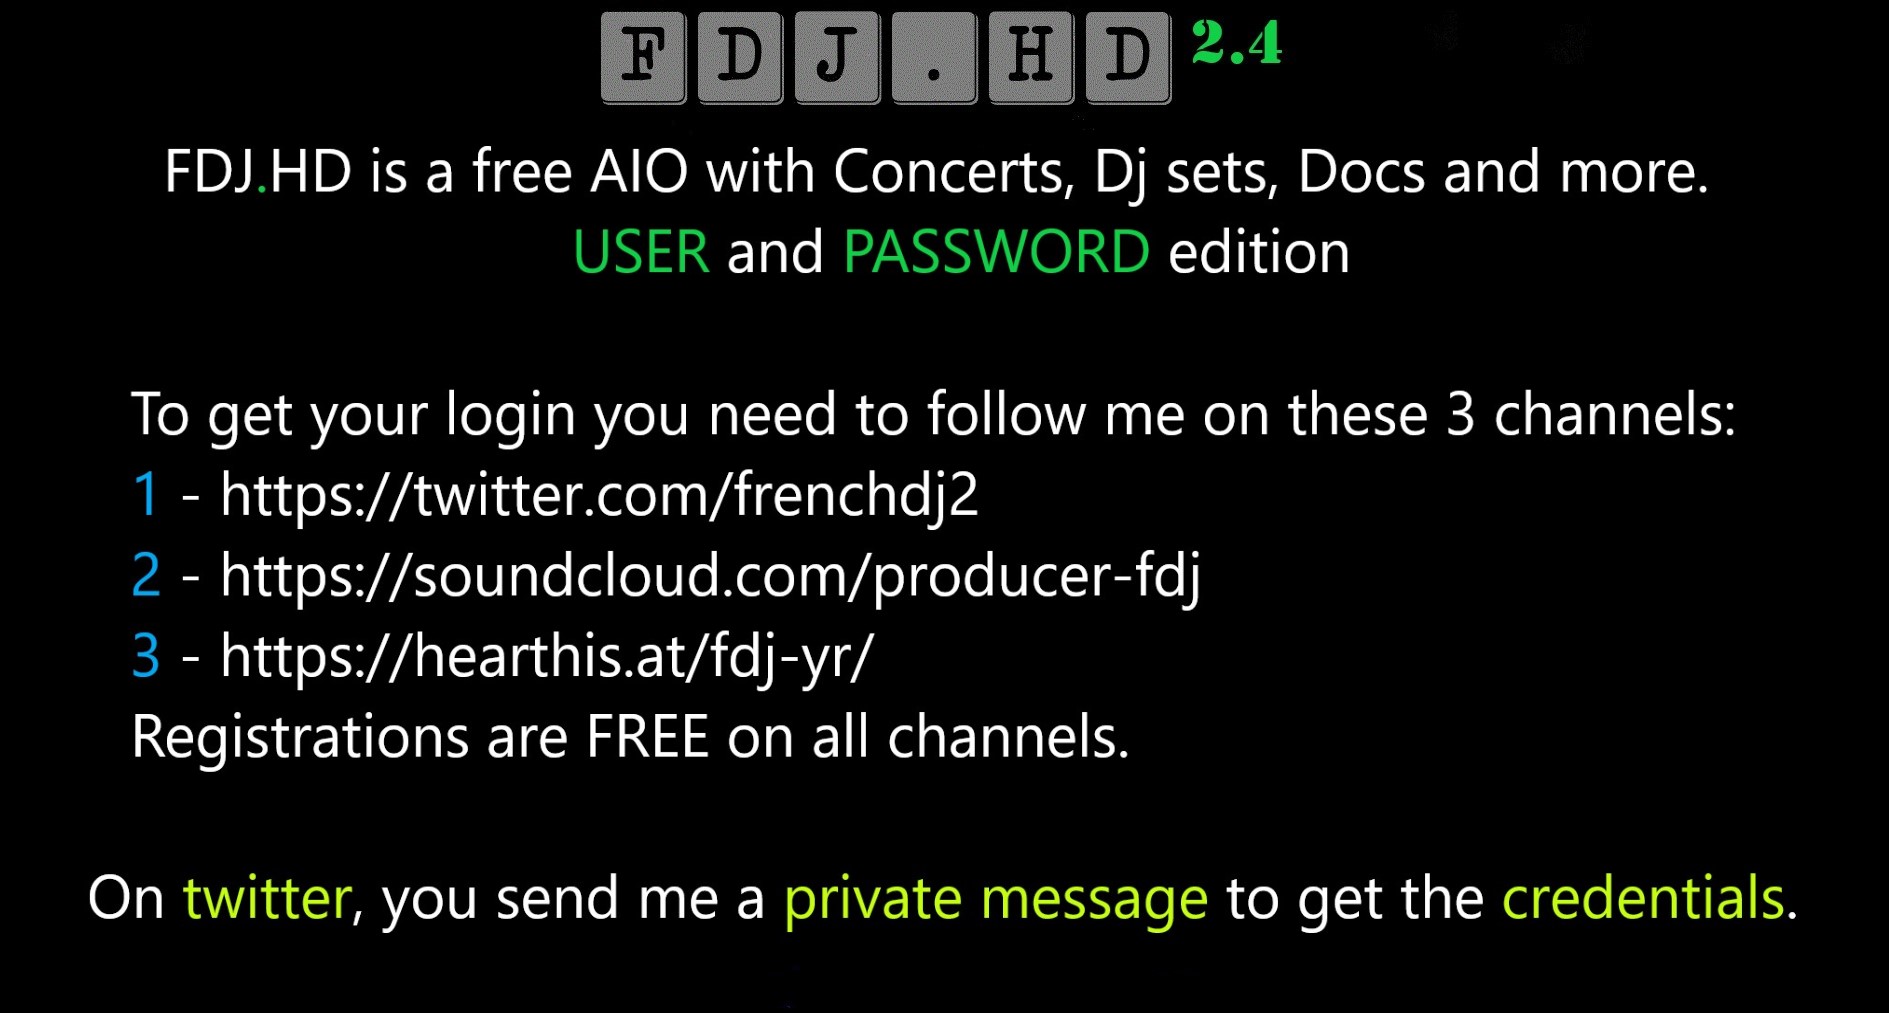 FDJ.HD 2.4
FDJ.HD is a free AIO with Concerts, Dj sets, Docs and more.
USER and PASSWORD edition
To get your login you need to follow me on these 3 channels:
1 - https://twitter.com/frenchdj2
2 - https://soundcloud.com/producer-fdj
3 - https://hearthis.at/fdj-yr/
Registrations are FREE on all channels.
On twitter, you send me a private message to get the credentials.